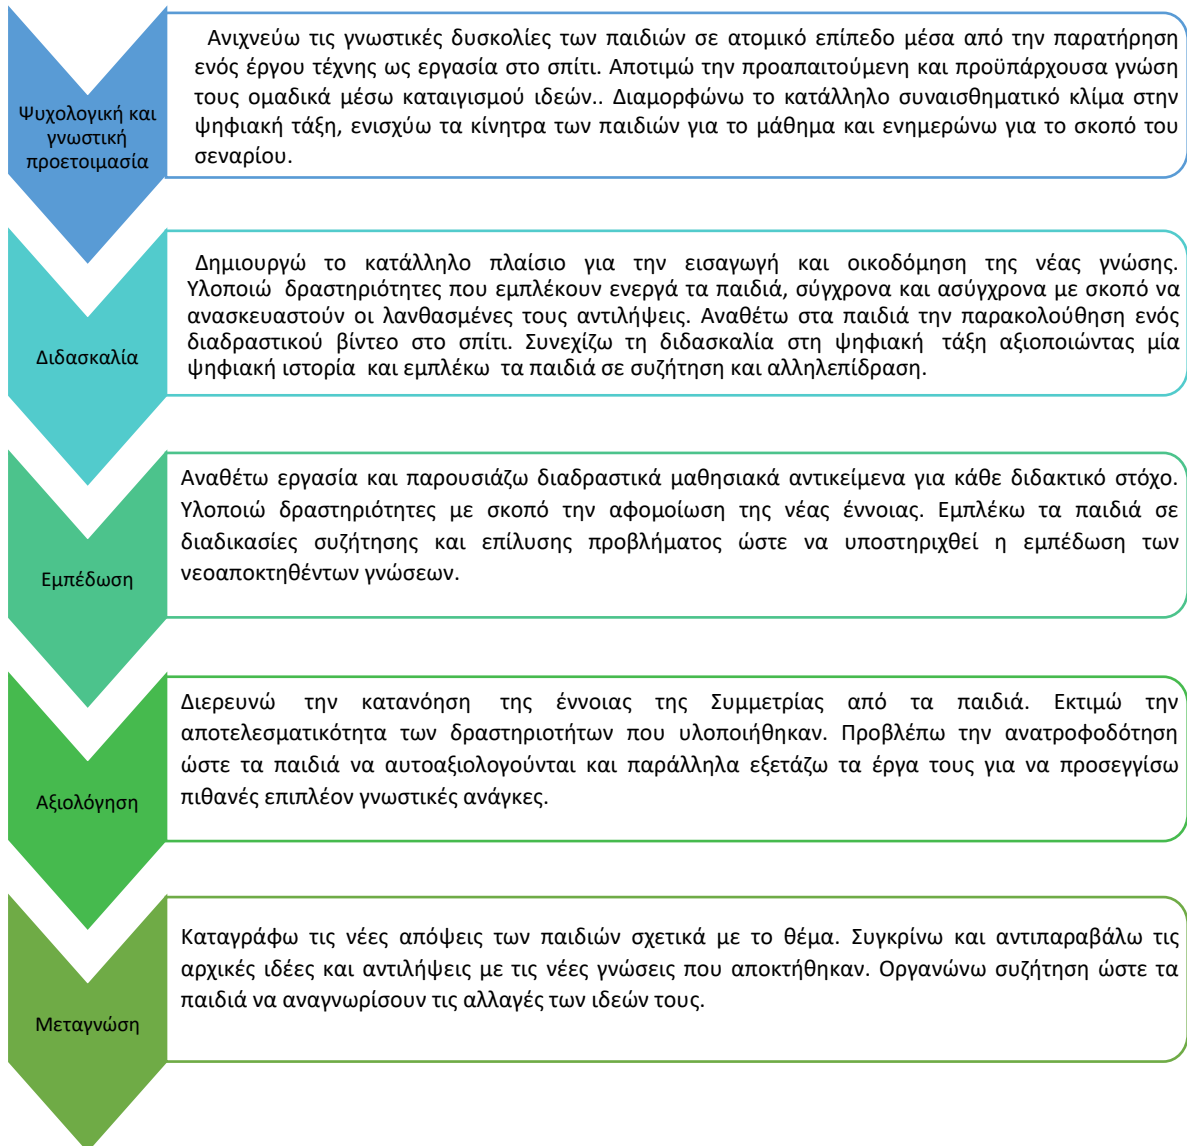 Ψυχολογική και
γνωστική
προετοιμασία
Ανιχνεύω τις γνωστικές δυσκολίες των παιδιών σε ατομικό επίπεδο μέσα από την παρατήρηση
ενός έργου τέχνης ως εργασία στο σπίτι. Αποτιμώ την προαπαιτούμενη και προϋπάρχουσα γνώση
τους ομαδικά μέσω καταιγισμού ιδεών.. Διαμορφώνω το κατάλληλο συναισθηματικό κλίμα στην
ψηφιακή τάξη, ενισχύω τα κίνητρα των παιδιών για το μάθημα και ενημερώνω για το σκοπό του
σεναρίου.
Διδασκαλία
Δημιουργώ το κατάλληλο πλαίσιο για την εισαγωγή και οικοδόμηση της νέας γνώσης.
Υλοποιώ δραστηριότητες που εμπλέκουν ενεργά τα παιδιά, σύγχρονα και ασύγχρονα με σκοπό να
ανασκευαστούν οι λανθασμένες τους αντιλήψεις. Αναθέτω στα παιδιά την παρακολούθηση ενός
διαδραστικού βίντεο στο σπίτι. Συνεχίζω τη διδασκαλία στη ψηφιακή τάξη αξιοποιώντας μία
ψηφιακή ιστορία και εμπλέκω τα παιδιά σε συζήτηση και αλληλεπίδραση.
Εμπέδωση
Αναθέτω εργασία και παρουσιάζω διαδραστικά μαθησιακά αντικείμενα για κάθε διδακτικό στόχο.
Υλοποιώ δραστηριότητες με σκοπό την αφομοίωση της νέας έννοιας. Εμπλέκω τα παιδιά σε
διαδικασίες συζήτησης και επίλυσης προβλήματος ώστε να υποστηριχθεί η εμπέδωση των
νεοαποκτηθέντων γνώσεων.
Αξιολόγηση
Διερευνώ την κατανόηση της έννοιας της Συμμετρίας από τα παιδιά. Εκτιμώ την
αποτελεσματικότητα των δραστηριοτήτων που υλοποιήθηκαν. Προβλέπω την ανατροφοδότηση
ώστε τα παιδιά να αυτοαξιολογούνται και παράλληλα εξετάζω τα έργα τους για να προσεγγίσω
πιθανές επιπλέον γνωστικές ανάγκες.
Μεταγνώση
Καταγράφω τις νέες απόψεις των παιδιών σχετικά με το θέμα. Συγκρίνω και αντιπαραβάλω τις
αρχικές ιδέες και αντιλήψεις με τις νέες γνώσεις που αποκτήθηκαν. Οργανώνω συζήτηση ώστε τα
παιδιά να αναγνωρίσουν τις αλλαγές των ιδεών τους.